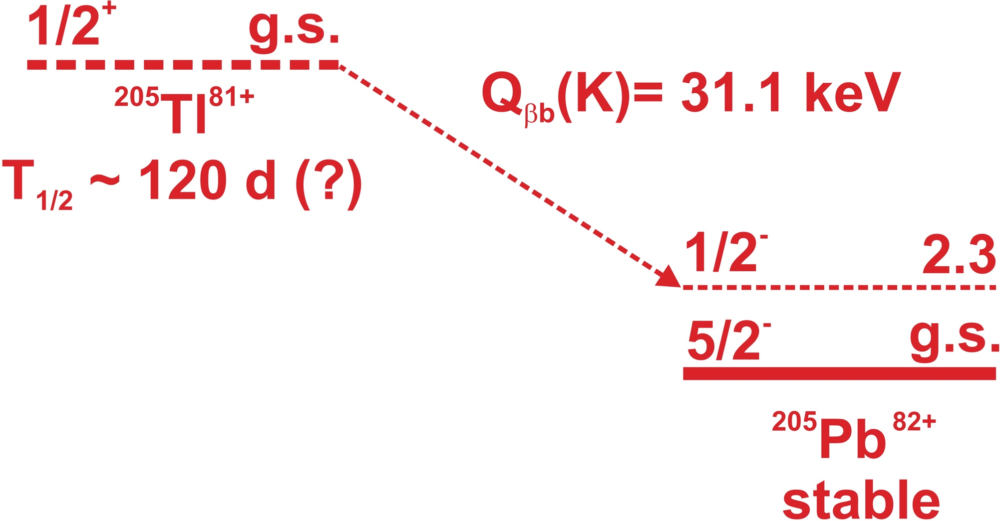 1/2⁺ g.s.
²⁰⁵Tl⁸¹⁺
T₁/₂ ~ 120 d (?)
Qβb(K)= 31.1 keV
1/2⁻ 2.3
5/2⁻ g.s.
²⁰⁵Pb⁸²⁺
stable